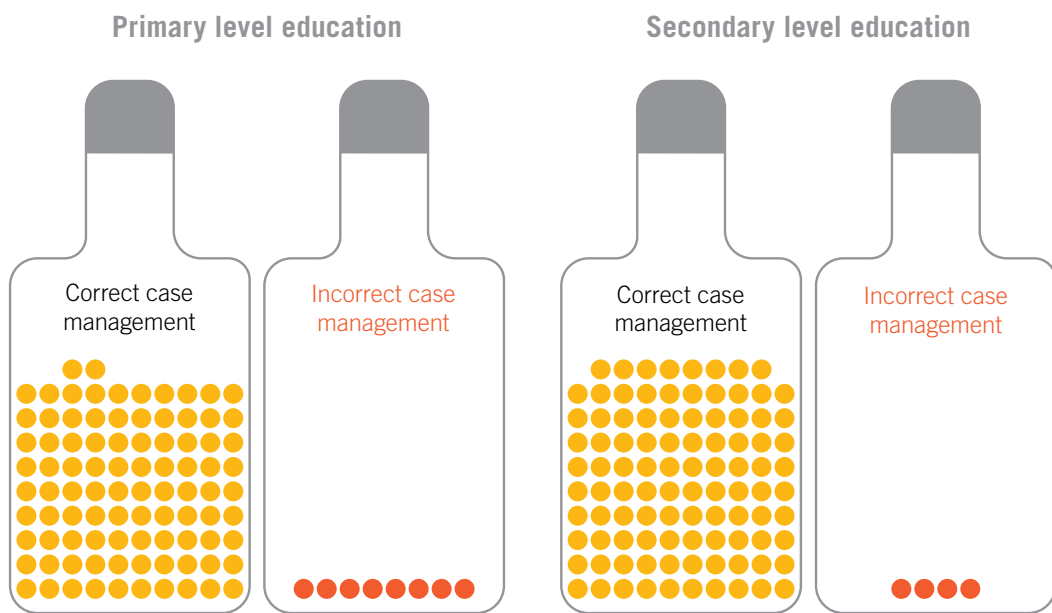 Primary level education
Secondary level education
Correct case
management
Incorrect case
management
Correct case
management
Incorrect case
management